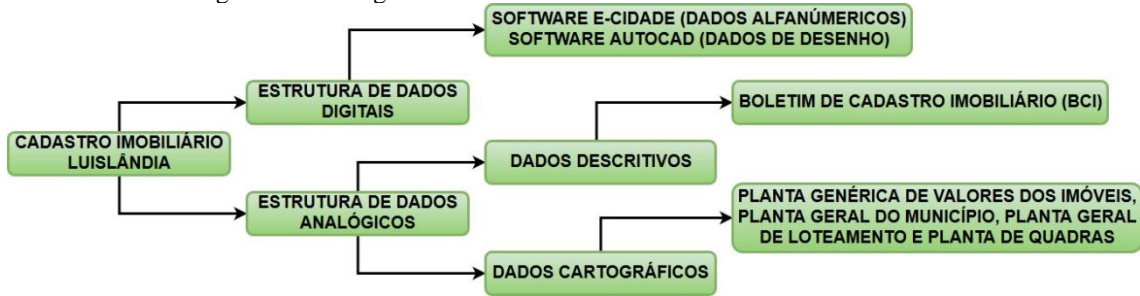 SOFTWARE E-CIDADE (DADOS ALFANÚMERICOS)
SOFTWARE AUTOCAD (DADOS DE DESENHO)
ESTRUTURA DE DADOS
DIGITAIS
BOLETIM DE CADASTRO IMOBILIÁRIO (BCI)
CADASTRO IMOBILIÁRIO
LUISLÂNDIA
DADOS DESCRITIVOS
ESTRUTURA DE DADOS
ANALÓGICOS
PLANTA GENÉRICA DE VALORES DOS IMÓVEIS,
PLANTA GERAL DO MUNICÍPIO, PLANTA GERAL
DE LOTEAMENTO E PLANTA DE QUADRAS
DADOS CARTOGRÁFICOS